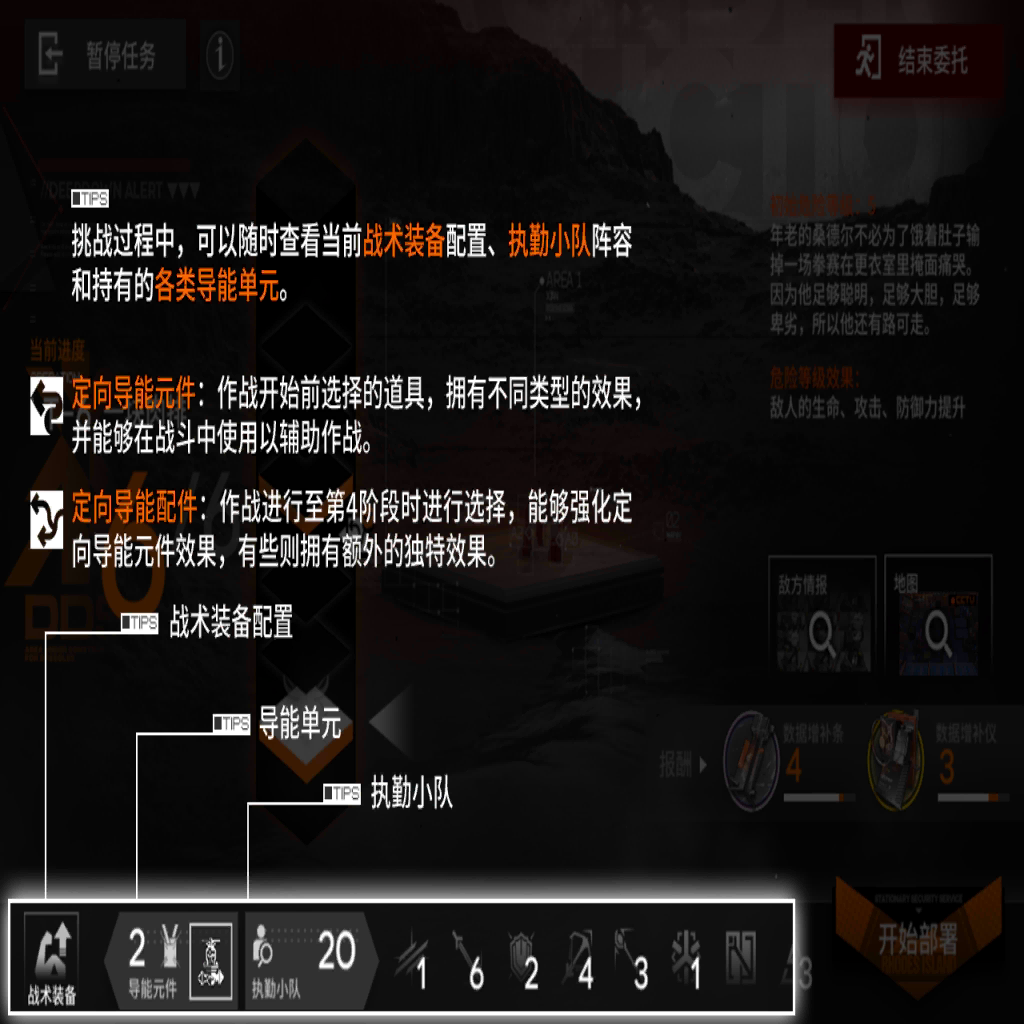 暂停任务
结束委托
TIPS
挑战过程中，可以随时查看当前战术装备配置、执勤小队阵容
和持有的各类导能单元。
年老的桑德尔不必为了饿着肚子输
掉一场拳赛在更衣室里掩面痛哭。
因为他足够聪明，足够大胆，足够
卑劣，所以他还有路可走。
AREA 1
当前进度
危险等级效果：
敌人的生命、攻击、防御力提升
定向导能元件：作战开始前选择的道具，拥有不同类型的效果，
并能够在战斗中使用以辅助作战。
定向导能配件：作战进行至第4阶段时进行选择，能够强化定
向导能元件效果，有些则拥有额外的独特效果。
敌方情报
地图
TIPS 战术装备配置
TIPS 导能单元
TIPS 执勤小队
报酬
数据增补条
4
数据增补仪
3
战术装备
2
导能元件
执勤小队
20
1
6
2
4
3
1
3
开始部署